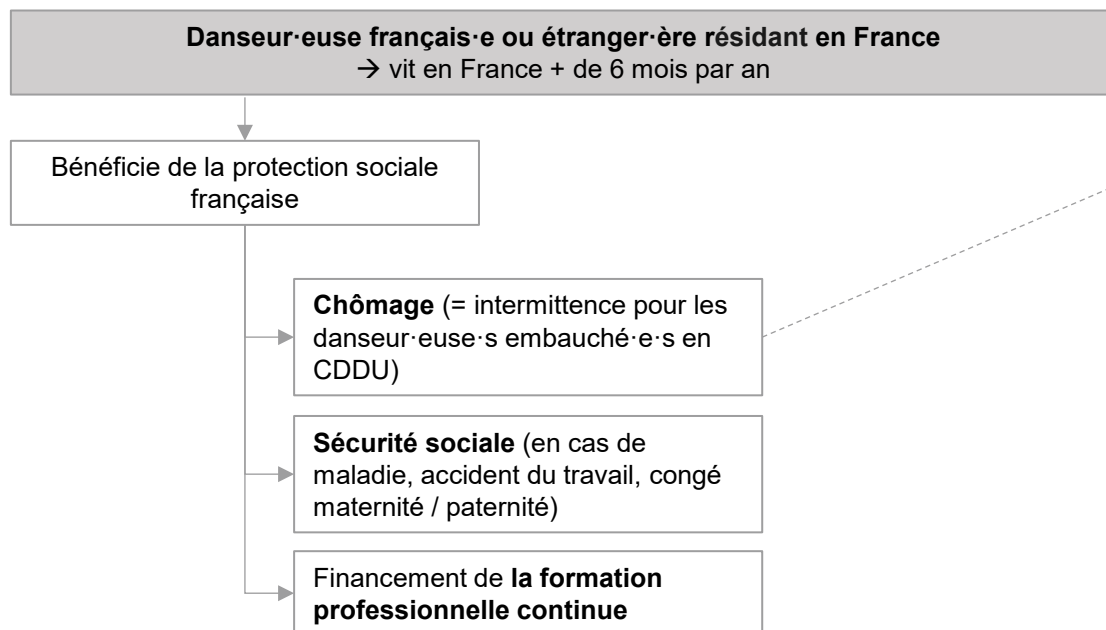 Danseur·euse français·e ou étranger·ère résidant en France
→ vit en France + de 6 mois par an
Bénéficie de la protection sociale
française
Chômage (= intermittence pour les
danseur·euse·s embauché·e·s en
CDDU)
Sécurité sociale (en cas de
maladie, accident du travail, congé
maternité / paternité)
Financement de la formation
professionnelle continue